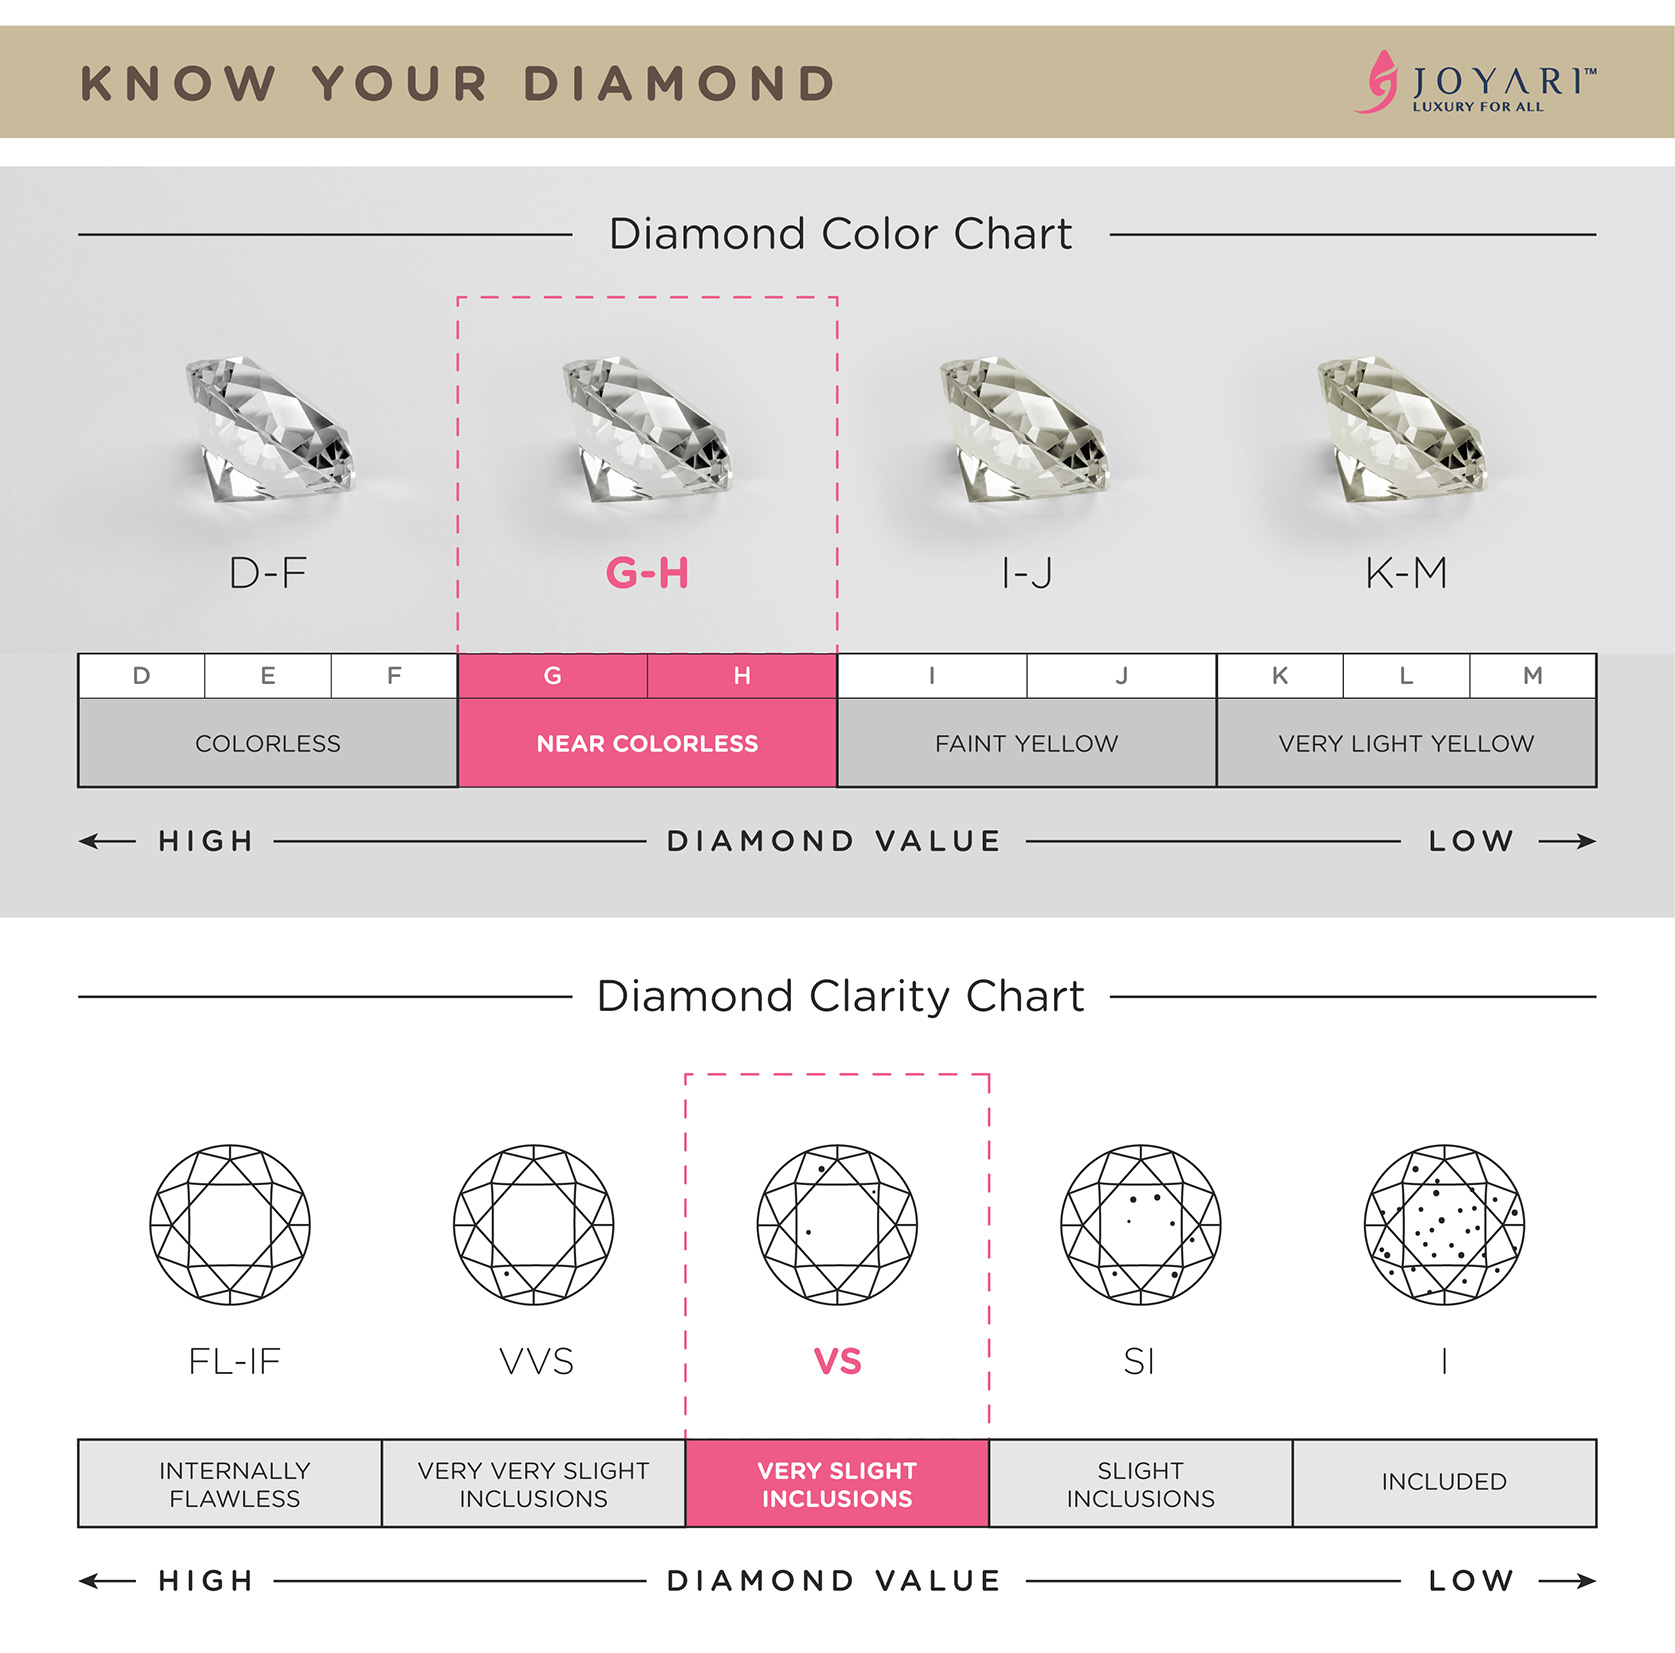 KNOW YOUR DIAMOND
JOYARI™
LUXURY FOR ALL
Diamond Color Chart
D-F G-H I-J K-M
D E F G H I J K L M
COLORLESS NEAR COLORLESS FAINT YELLOW VERY LIGHT YELLOW
HIGH DIAMOND VALUE LOW
Diamond Clarity Chart
FL-IF VVS VS SI I
INTERNALLY
FLAWLESS
VERY VERY SLIGHT
INCLUSIONS
VERY SLIGHT
INCLUSIONS
SLIGHT
INCLUSIONS
INCLUDED
HIGH DIAMOND VALUE LOW